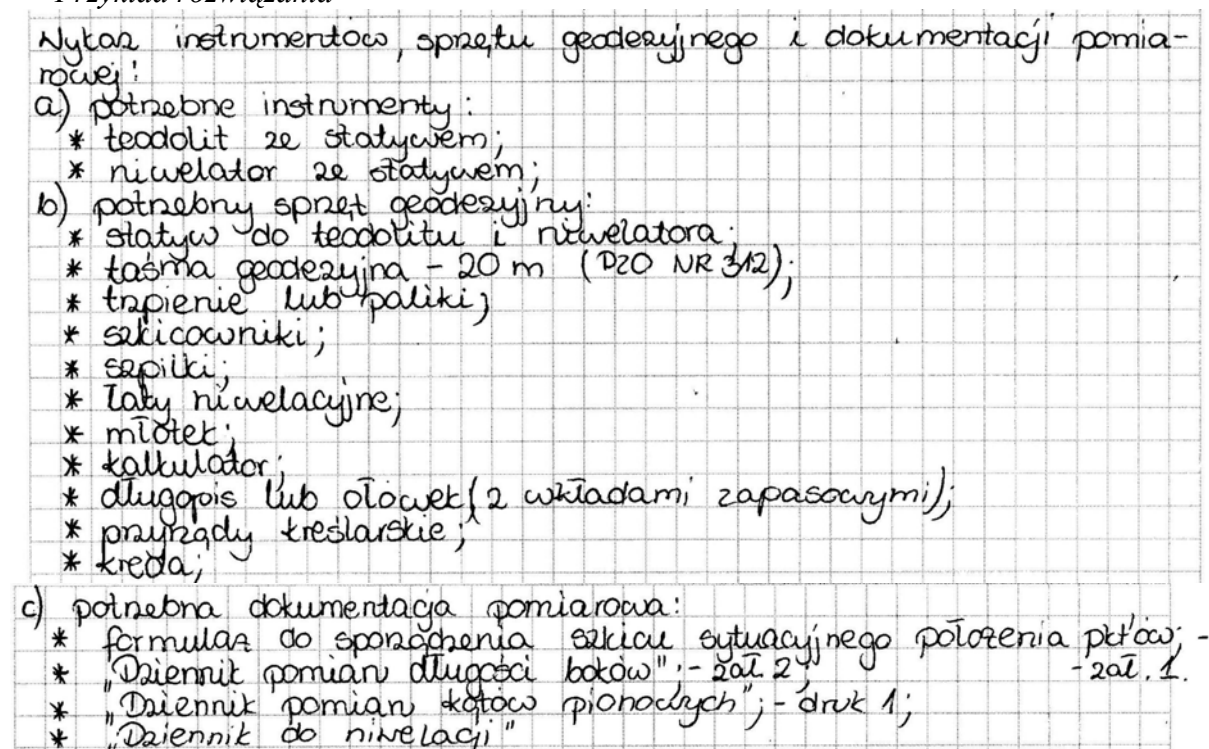 Przykład rozwiązania
Wykaz instrumentów, sprzętu geodezyjnego i dokumentacji pomia-
rowej:
a) potrzebne instrumenty:
* teodolit ze statywem;
* niwelator ze statywem;
b) potrzebny sprzęt geodezyjny:
* statyw do teodolitu i niwelatora;
* taśma geodezyjna - 20 m (DZO NR 312);
* trzpienie lub paliki;
* szkicowniki;
* szpilki;
* łaty niwelacyjne;
* młotek;
* kalkulator;
* długopis lub ołówek (z wkładami zapasowymi);
* przyrządy kreślarskie;
* kreda;
c) potrzebna dokumentacja pomiarowa:
* formularz do sporządzenia szkicu sytuacyjnego położenia pkt'ów; -
* "Dziennik pomiaru długości boków"; - zał. 2 - zał. 1.
* "Dziennik pomiaru kątów pionowych"; - druk 1;
* "Dziennik do niwelacji"